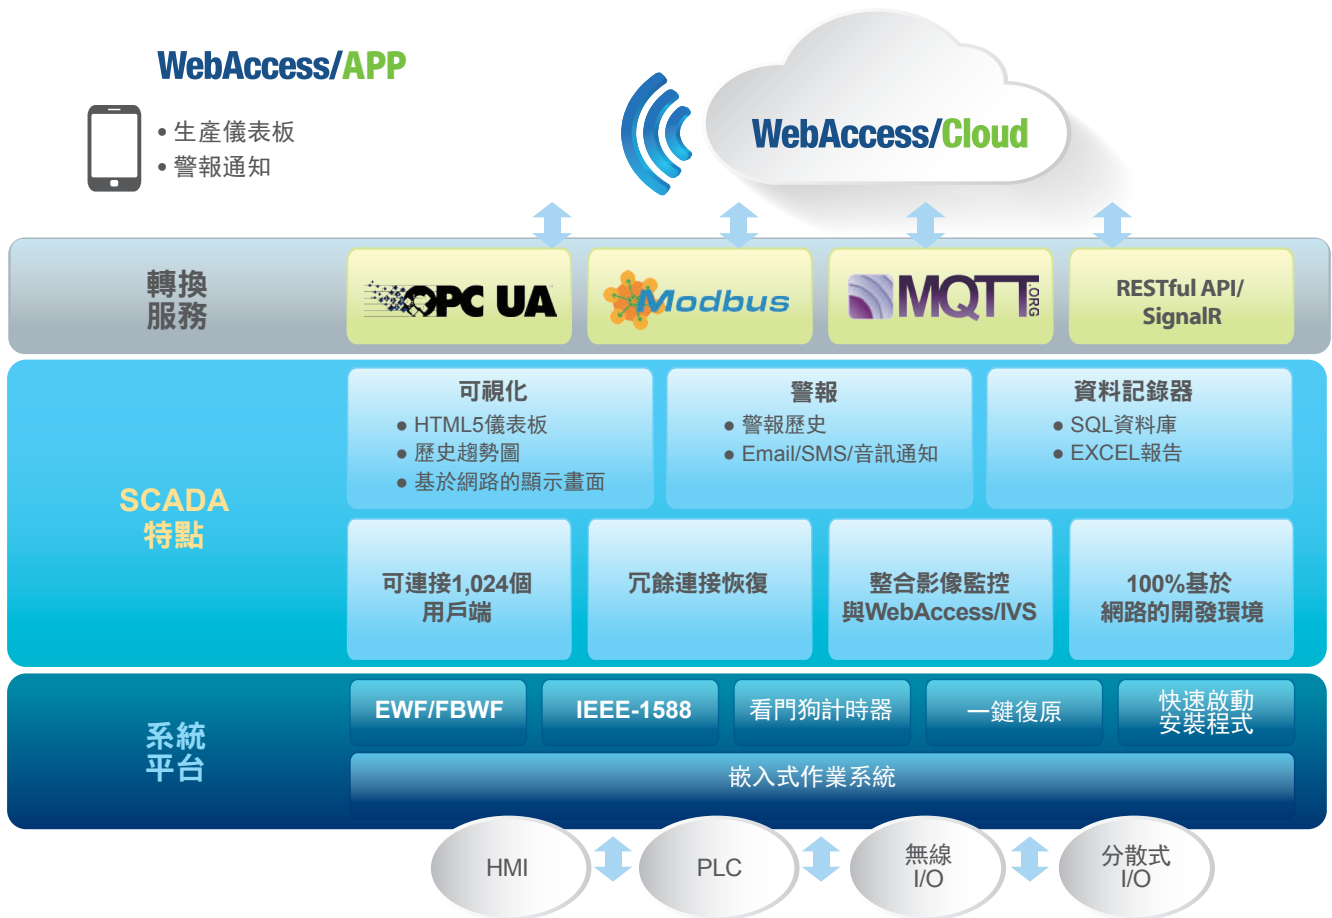 WebAccess/APP
• 生產儀表板
• 警報通知
WebAccess/Cloud
轉換
服務
OPC UA
Modbus
MQTT.ORG
RESTful API/
SignalR
SCADA
特點
可視化
● HTML5儀表板
● 歷史趨勢圖
● 基於網路的顯示畫面
警報
● 警報歷史
● Email/SMS/音訊通知
資料記錄器
● SQL資料庫
● EXCEL報告
可連接1,024個
用戶端
冗餘連接恢復
整合影像監控
與WebAccess/IVS
100%基於
網路的開發環境
系統
平台
EWF/FBWF
IEEE-1588
看門狗計時器
一鍵復原
快速啟動
安裝程式
嵌入式作業系統
HMI
PLC
無線
I/O
分散式
I/O